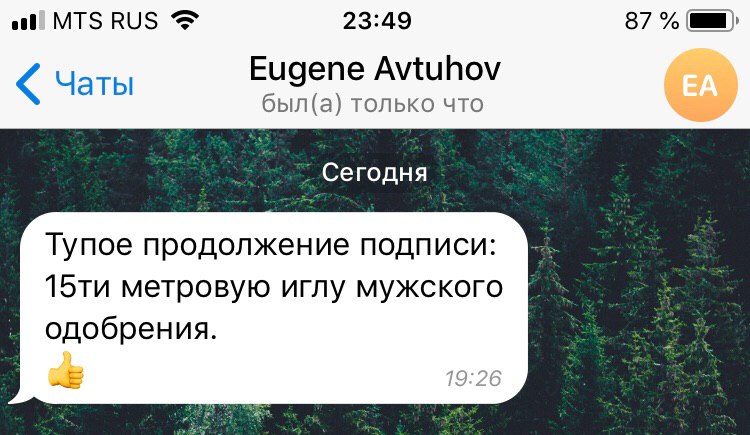 MTS RUS 23:49 87 %
Чаты Eugene Avtuhov EA
был(а) только что
Сегодня
Тупое продолжение подписи:
15ти метровую иглу мужского
одобрения.
👍 19:26